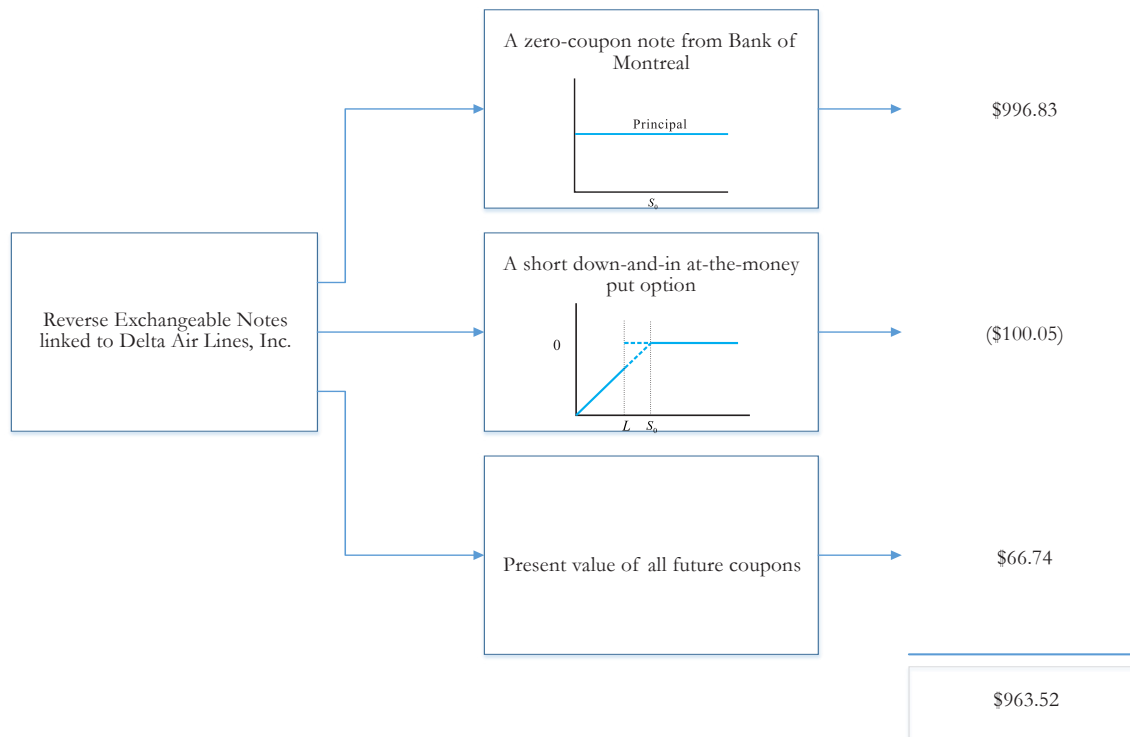 A zero-coupon note from Bank of
Montreal
Principal
S₀
$996.83
Reverse Exchangeable Notes
linked to Delta Air Lines, Inc.
A short down-and-in at-the-money
put option
0
L S₀
($100.05)
Present value of all future coupons
$66.74
$963.52